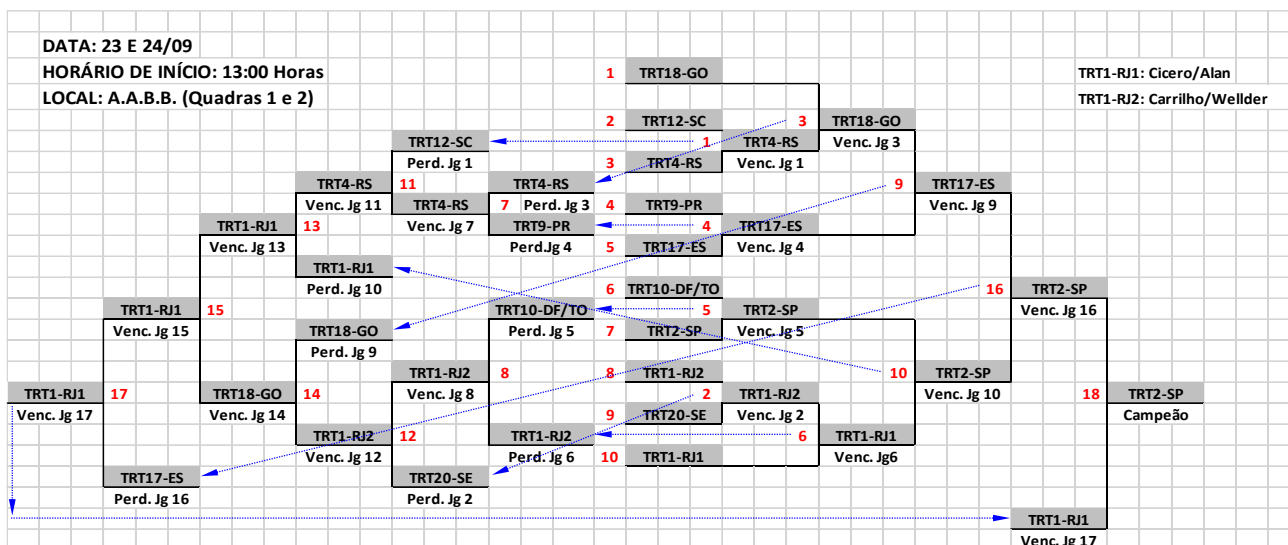 DATA: 23 E 24/09
HORÁRIO DE INÍCIO: 13:00 Horas
1 TRT18-GO
TRT1-RJ1: Cicero/Alan
LOCAL: A.A.B.B. (Quadras 1 e 2)
TRT1-RJ2: Carrilho/Wellder
2 TRT12-SC 3 TRT18-GO
TRT12-SC 1 TRT4-RS Venc. Jg 3
Perd. Jg 1 3 TRT4-RS Venc. Jg 1
TRT4-RS 11 TRT4-RS 9 TRT17-ES
Venc. Jg 11 TRT4-RS 7 Perd. Jg 3 4 TRT9-PR Venc. Jg 9
TRT1-RJ1 13 Venc. Jg 7 TRT9-PR 4 TRT17-ES
Venc. Jg 13 Perd.Jg 4 5 TRT17-ES Venc. Jg 4
TRT1-RJ1
Perd. Jg 10 6 TRT10-DF/TO 16 TRT2-SP
TRT1-RJ1 15 TRT10-DF/TO 5 TRT2-SP Venc. Jg 16
Venc. Jg 15 TRT18-GO Perd. Jg 5 7 TRT2-SP Venc. Jg 5
Perd. Jg 9
TRT1-RJ2 8 8 TRT1-RJ2 10 TRT2-SP
TRT1-RJ1 17 TRT18-GO 14 Venc. Jg 8 2 TRT1-RJ2 Venc. Jg 10 18 TRT2-SP
Venc. Jg 17 Venc. Jg 14 9 TRT20-SE Venc. Jg 2 Campeão
TRT1-RJ2 12 TRT1-RJ2 6 TRT1-RJ1
Venc. Jg 12 Perd. Jg 6 10 TRT1-RJ1 Venc. Jg6
TRT17-ES TRT20-SE
Perd. Jg 16 Perd. Jg 2
TRT1-RJ1
Venc. Jg 17